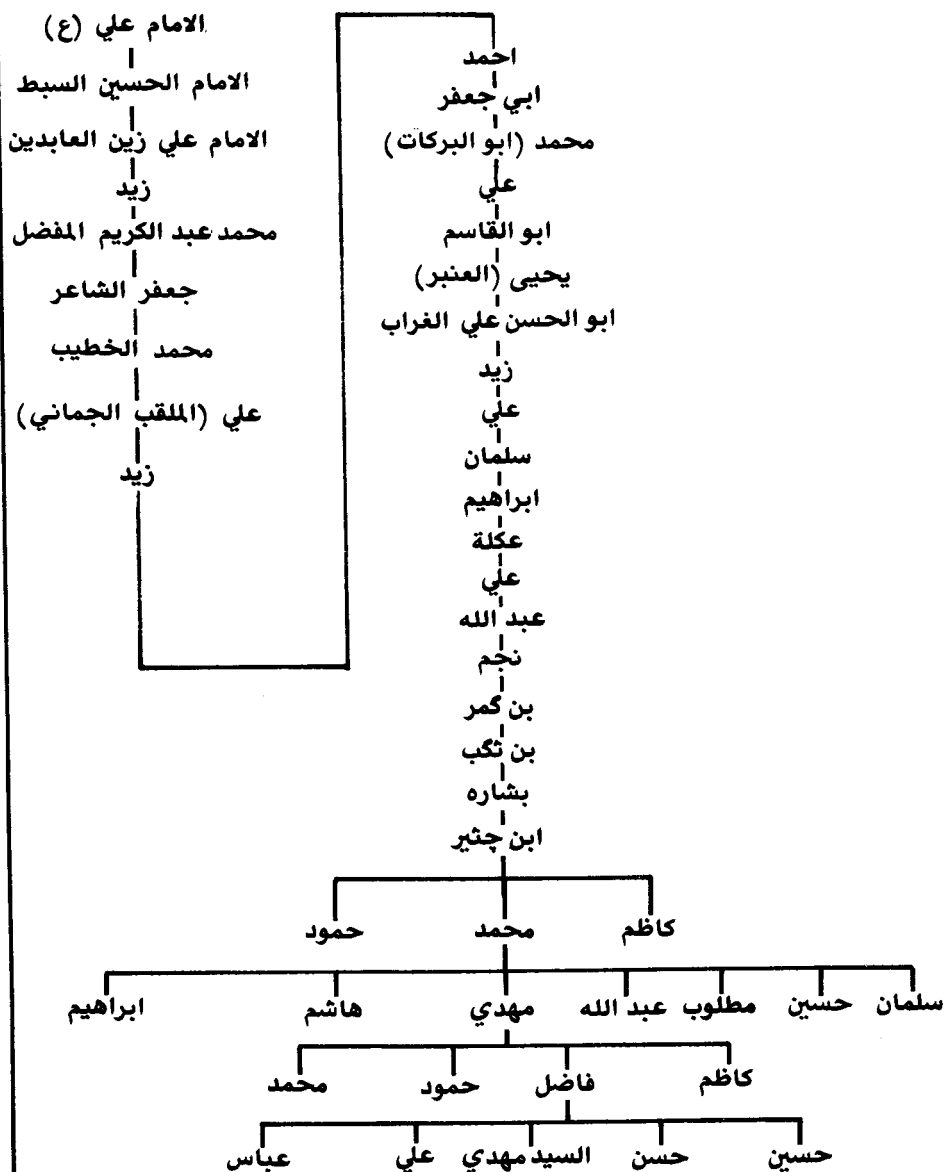 الامام علي (ع)
الامام الحسين السبط
الامام علي زين العابدين
زيد
محمد عبد الكريم المفضل
جعفر الشاعر
محمد الخطيب
علي (الملقب الجماني)
زيد
احمد
ابي جعفر
محمد (ابو البركات)
علي
ابو القاسم
يحيى (العنبر)
ابو الحسن علي الغراب
زيد
علي
سلمان
ابراهيم
عكلة
علي
عبد الله
نجم
بن گمر
بن ثگب
بشاره
ابن چثير
كاظم محمد حمود
سلمان حسين مطلوب عبد الله مهدي هاشم ابراهيم
كاظم فاضل حمود محمد
حسين حسن السيد مهدي علي عباس